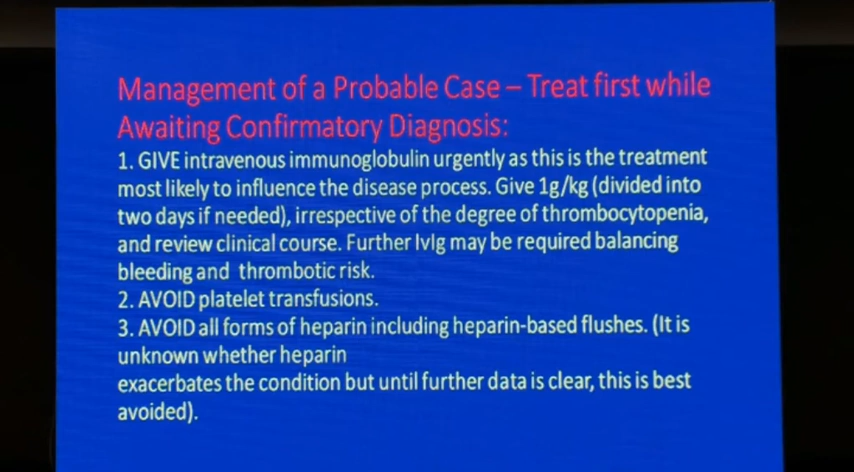 Management of a Probable Case – Treat first while
Awaiting Confirmatory Diagnosis:
1. GIVE intravenous immunoglobulin urgently as this is the treatment
most likely to influence the disease process. Give 1g/kg (divided into
two days if needed), irrespective of the degree of thrombocytopenia,
and review clinical course. Further IvIg may be required balancing
bleeding and thrombotic risk.
2. AVOID platelet transfusions.
3. AVOID all forms of heparin including heparin-based flushes. (It is
unknown whether heparin
exacerbates the condition but until further data is clear, this is best
avoided).